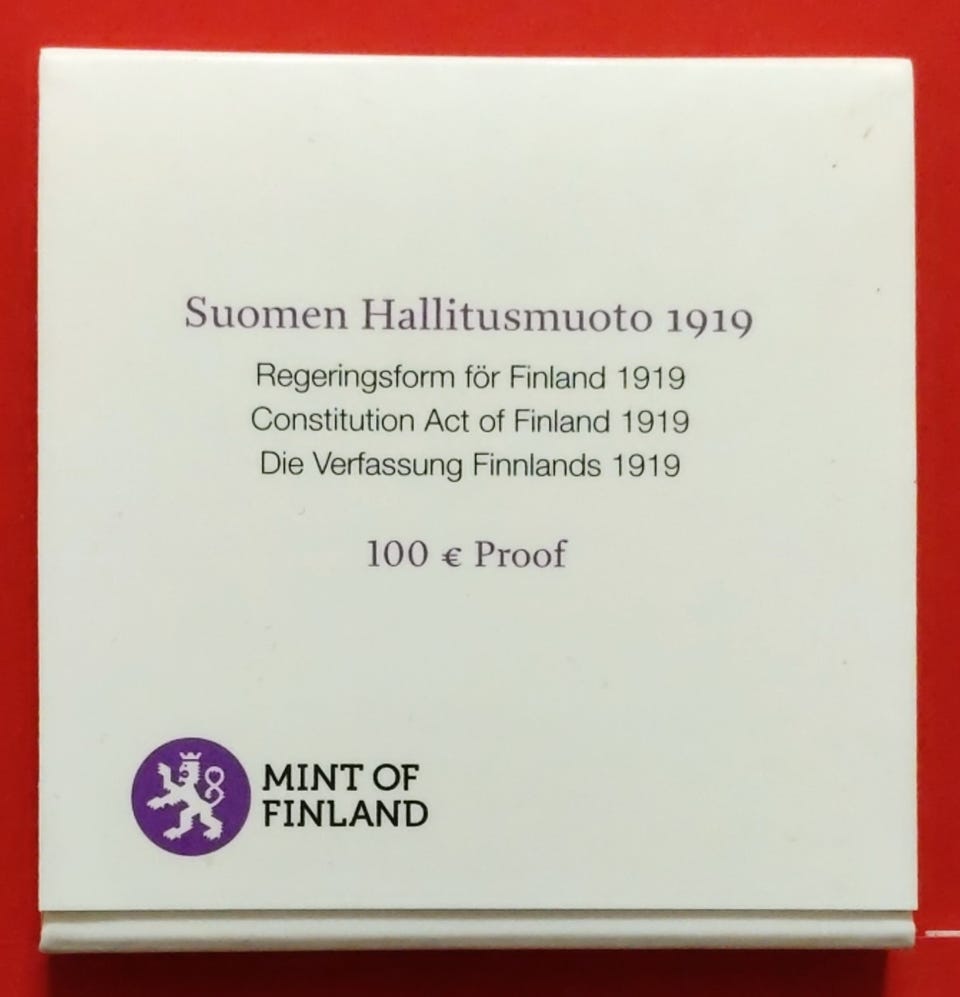 Suomen Hallitusmuoto 1919
Regeringsform för Finland 1919
Constitution Act of Finland 1919
Die Verfassung Finnlands 1919
100 € Proof
MINT OF
FINLAND